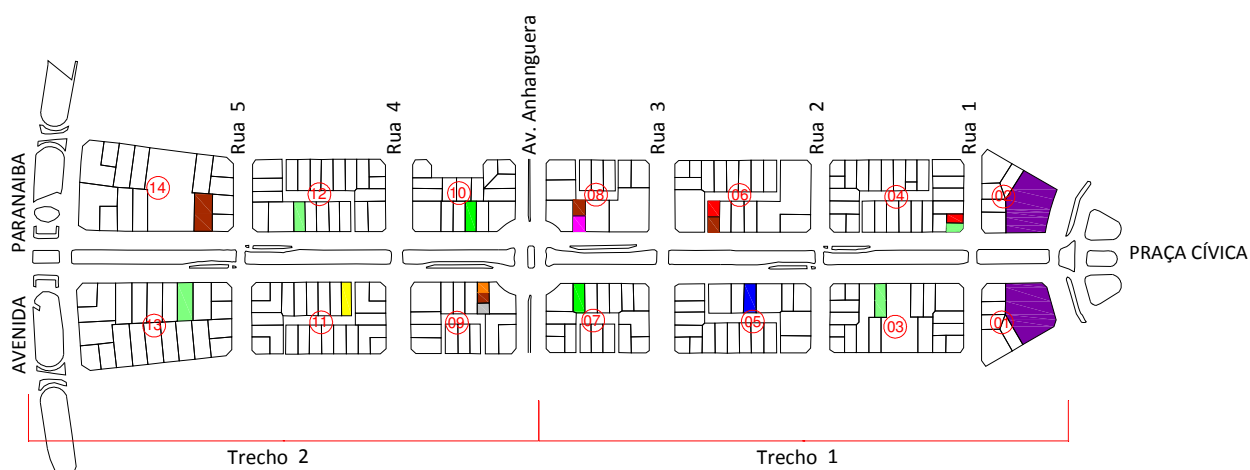 Av. Anhanguera
Rua 5
Rua 4
Rua 3
Rua 2
Rua 1
AVENIDA PARANAIBA
14
12
10
08
06
04
02
PRAÇA CÍVICA
13
11
09
07
05
03
01
Trecho 2
Trecho 1